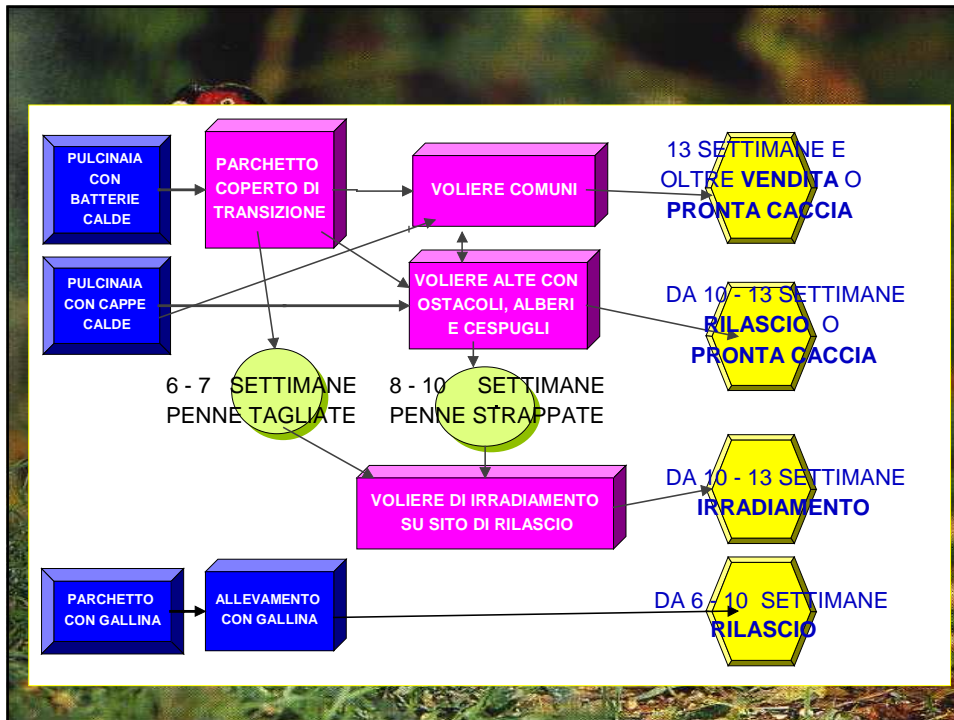 PULCINAIA
CON
BATTERIE
CALDE
PARCHETTO
COPERTO DI
TRANSIZIONE
VOLIERE COMUNI
13 SETTIMANE E
OLTRE VENDITA O
PRONTA CACCIA
PULCINAIA
CON CAPPE
CALDE
VOLIERE ALTE CON
OSTACOLI, ALBERI
E CESPUGLI
DA 10 - 13 SETTIMANE
RILASCIO O
PRONTA CACCIA
6 - 7 SETTIMANE
PENNE TAGLIATE
8 - 10 SETTIMANE
PENNE STRAPPATE
VOLIERE DI IRRADIAMENTO
SU SITO DI RILASCIO
DA 10 - 13 SETTIMANE
IRRADIAMENTO
PARCHETTO
CON GALLINA
ALLEVAMENTO
CON GALLINA
DA 6 - 10 SETTIMANE
RILASCIO